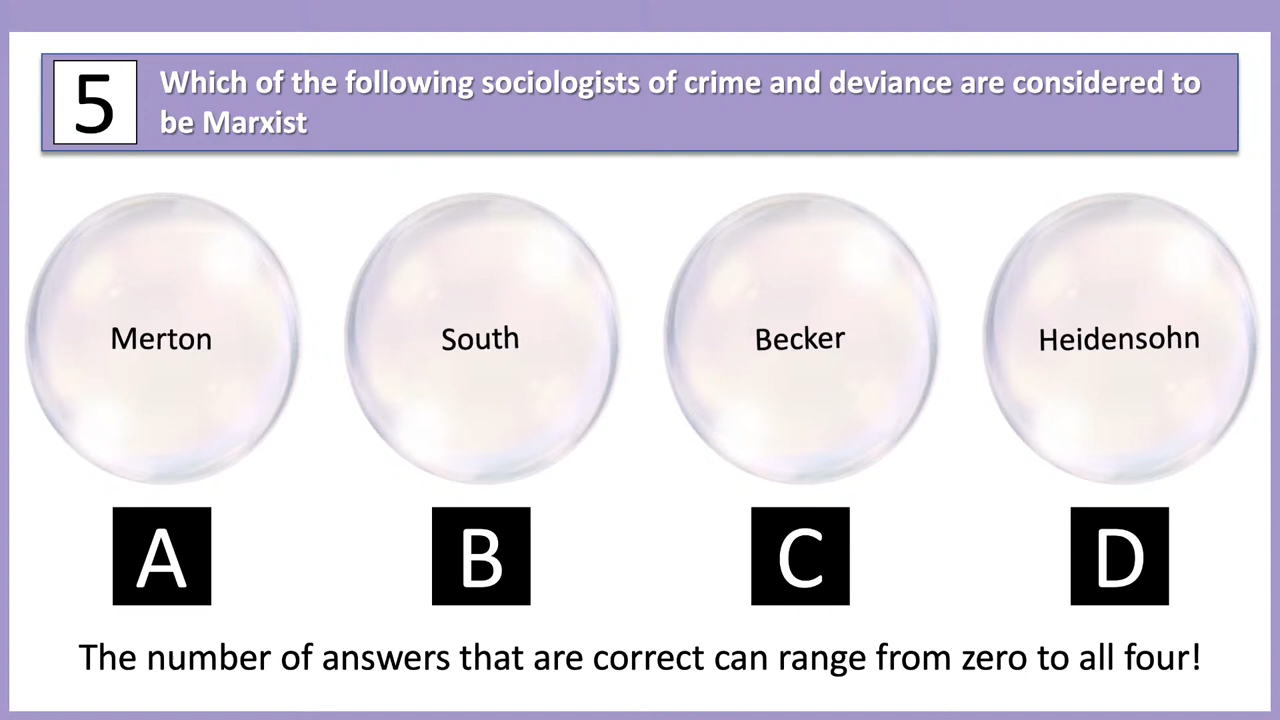 5
Which of the following sociologists of crime and deviance are considered to
be Marxist
Merton
South
Becker
Heidensohn
A
B
C
D
The number of answers that are correct can range from zero to all four!